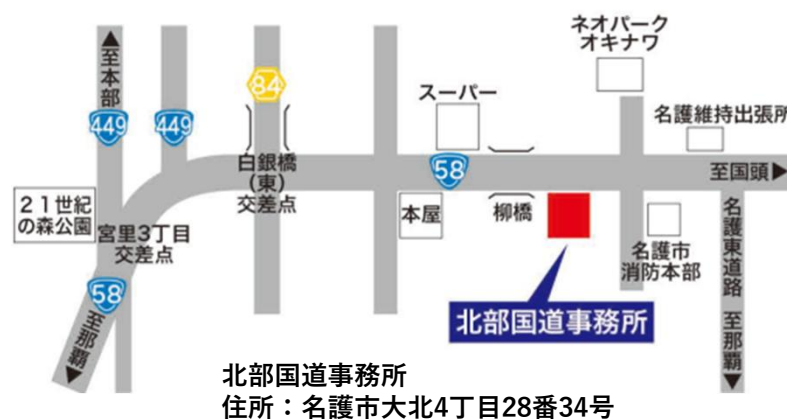 ネオパーク
オキナワ
▲至本部
84
スーパー
名護維持出張所
449
449
白銀橋
(東)
交差点
58
至国頭▶
21世紀
の森公園
宮里3丁目
交差点
本屋
柳橋
名護市
消防本部
名護東道路 至那覇▼
58
至那覇▼
北部国道事務所
北部国道事務所
住所：名護市大北4丁目28番34号